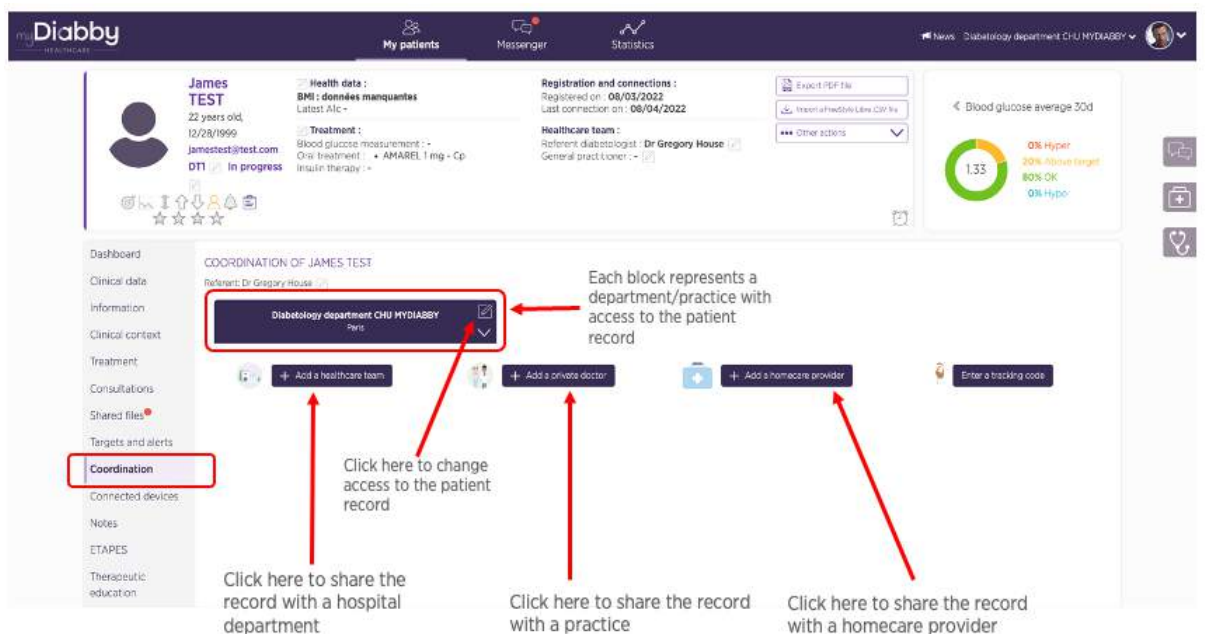 myDiabby
HEALTHCARE
My patients
Messenger
Statistics
News Diabetology department CHU MYDIABBY
James
TEST
22 years old,
12/28/1999
jamestest@test.com
DT1 In progress
Health data :
BMI : données manquantes
Latest A1c -
Treatment :
Blood glucose measurement : -
Oral treatment : • AMAREL 1 mg - Cp
Insulin therapy : -
Registration and connections :
Registered on : 08/03/2022
Last connection on : 08/04/2022
Healthcare team :
Referent diabetologist : Dr Gregory House
General practitioner : -
Export PDF file
Import a FreeStyle Libre CSV file
Other actions
Blood glucose average 30d
1.33
0% Hyper
20% Above target
80% OK
0% Hypo
Dashboard
Clinical data
Information
Clinical context
Treatment
Consultations
Shared files
Targets and alerts
Coordination
Connected devices
Notes
ETAPES
Therapeutic
education
COORDINATION OF JAMES TEST
Referent: Dr Gregory House
Diabetology department CHU MYDIABBY
Paris
Each block represents a
department/practice with
access to the patient
record
+ Add a healthcare team
+ Add a private doctor
+ Add a homecare provider
Enter a tracking code
Click here to change
access to the patient
record
Click here to share the
record with a hospital
department
Click here to share the record
with a practice
Click here to share the record
with a homecare provider